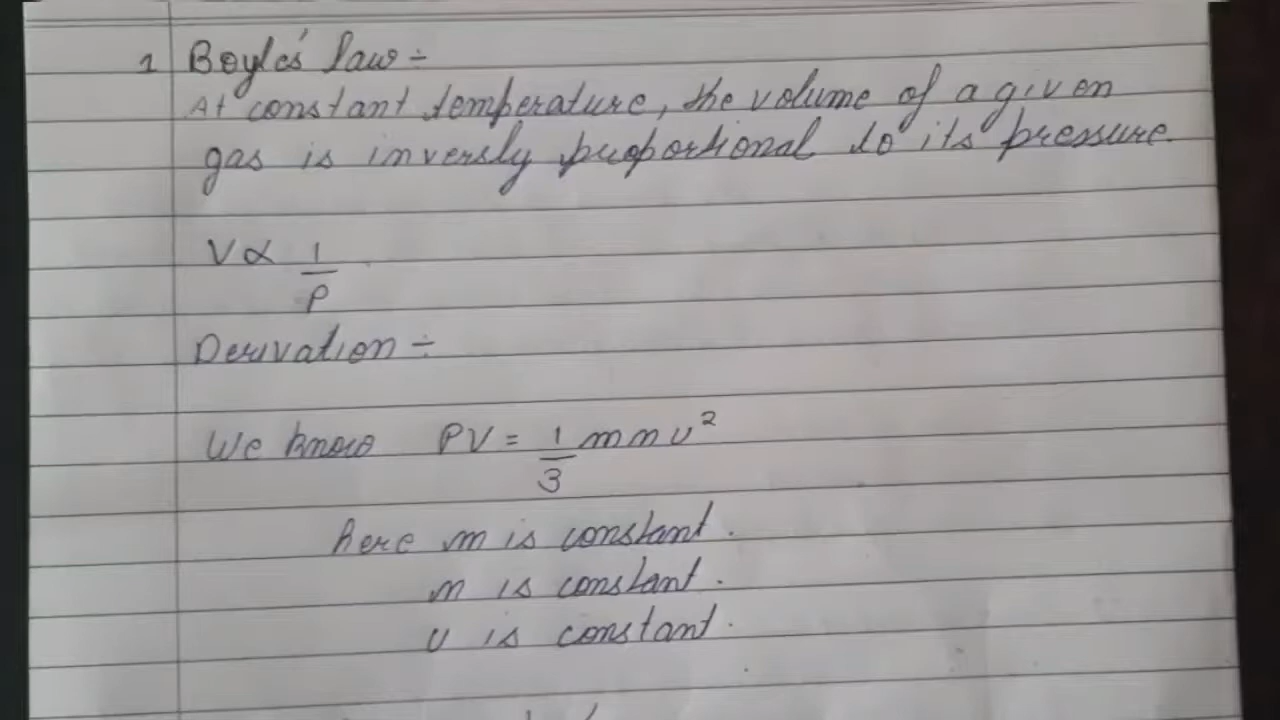 1 Boyle's law ÷
At constant temperature, the volume of a given
gas is inversly proportional to its pressure.
V ∝ 1/P
Derivation ÷
We know PV = 1/3 mnu²
here m is constant.
n is constant.
u is constant.